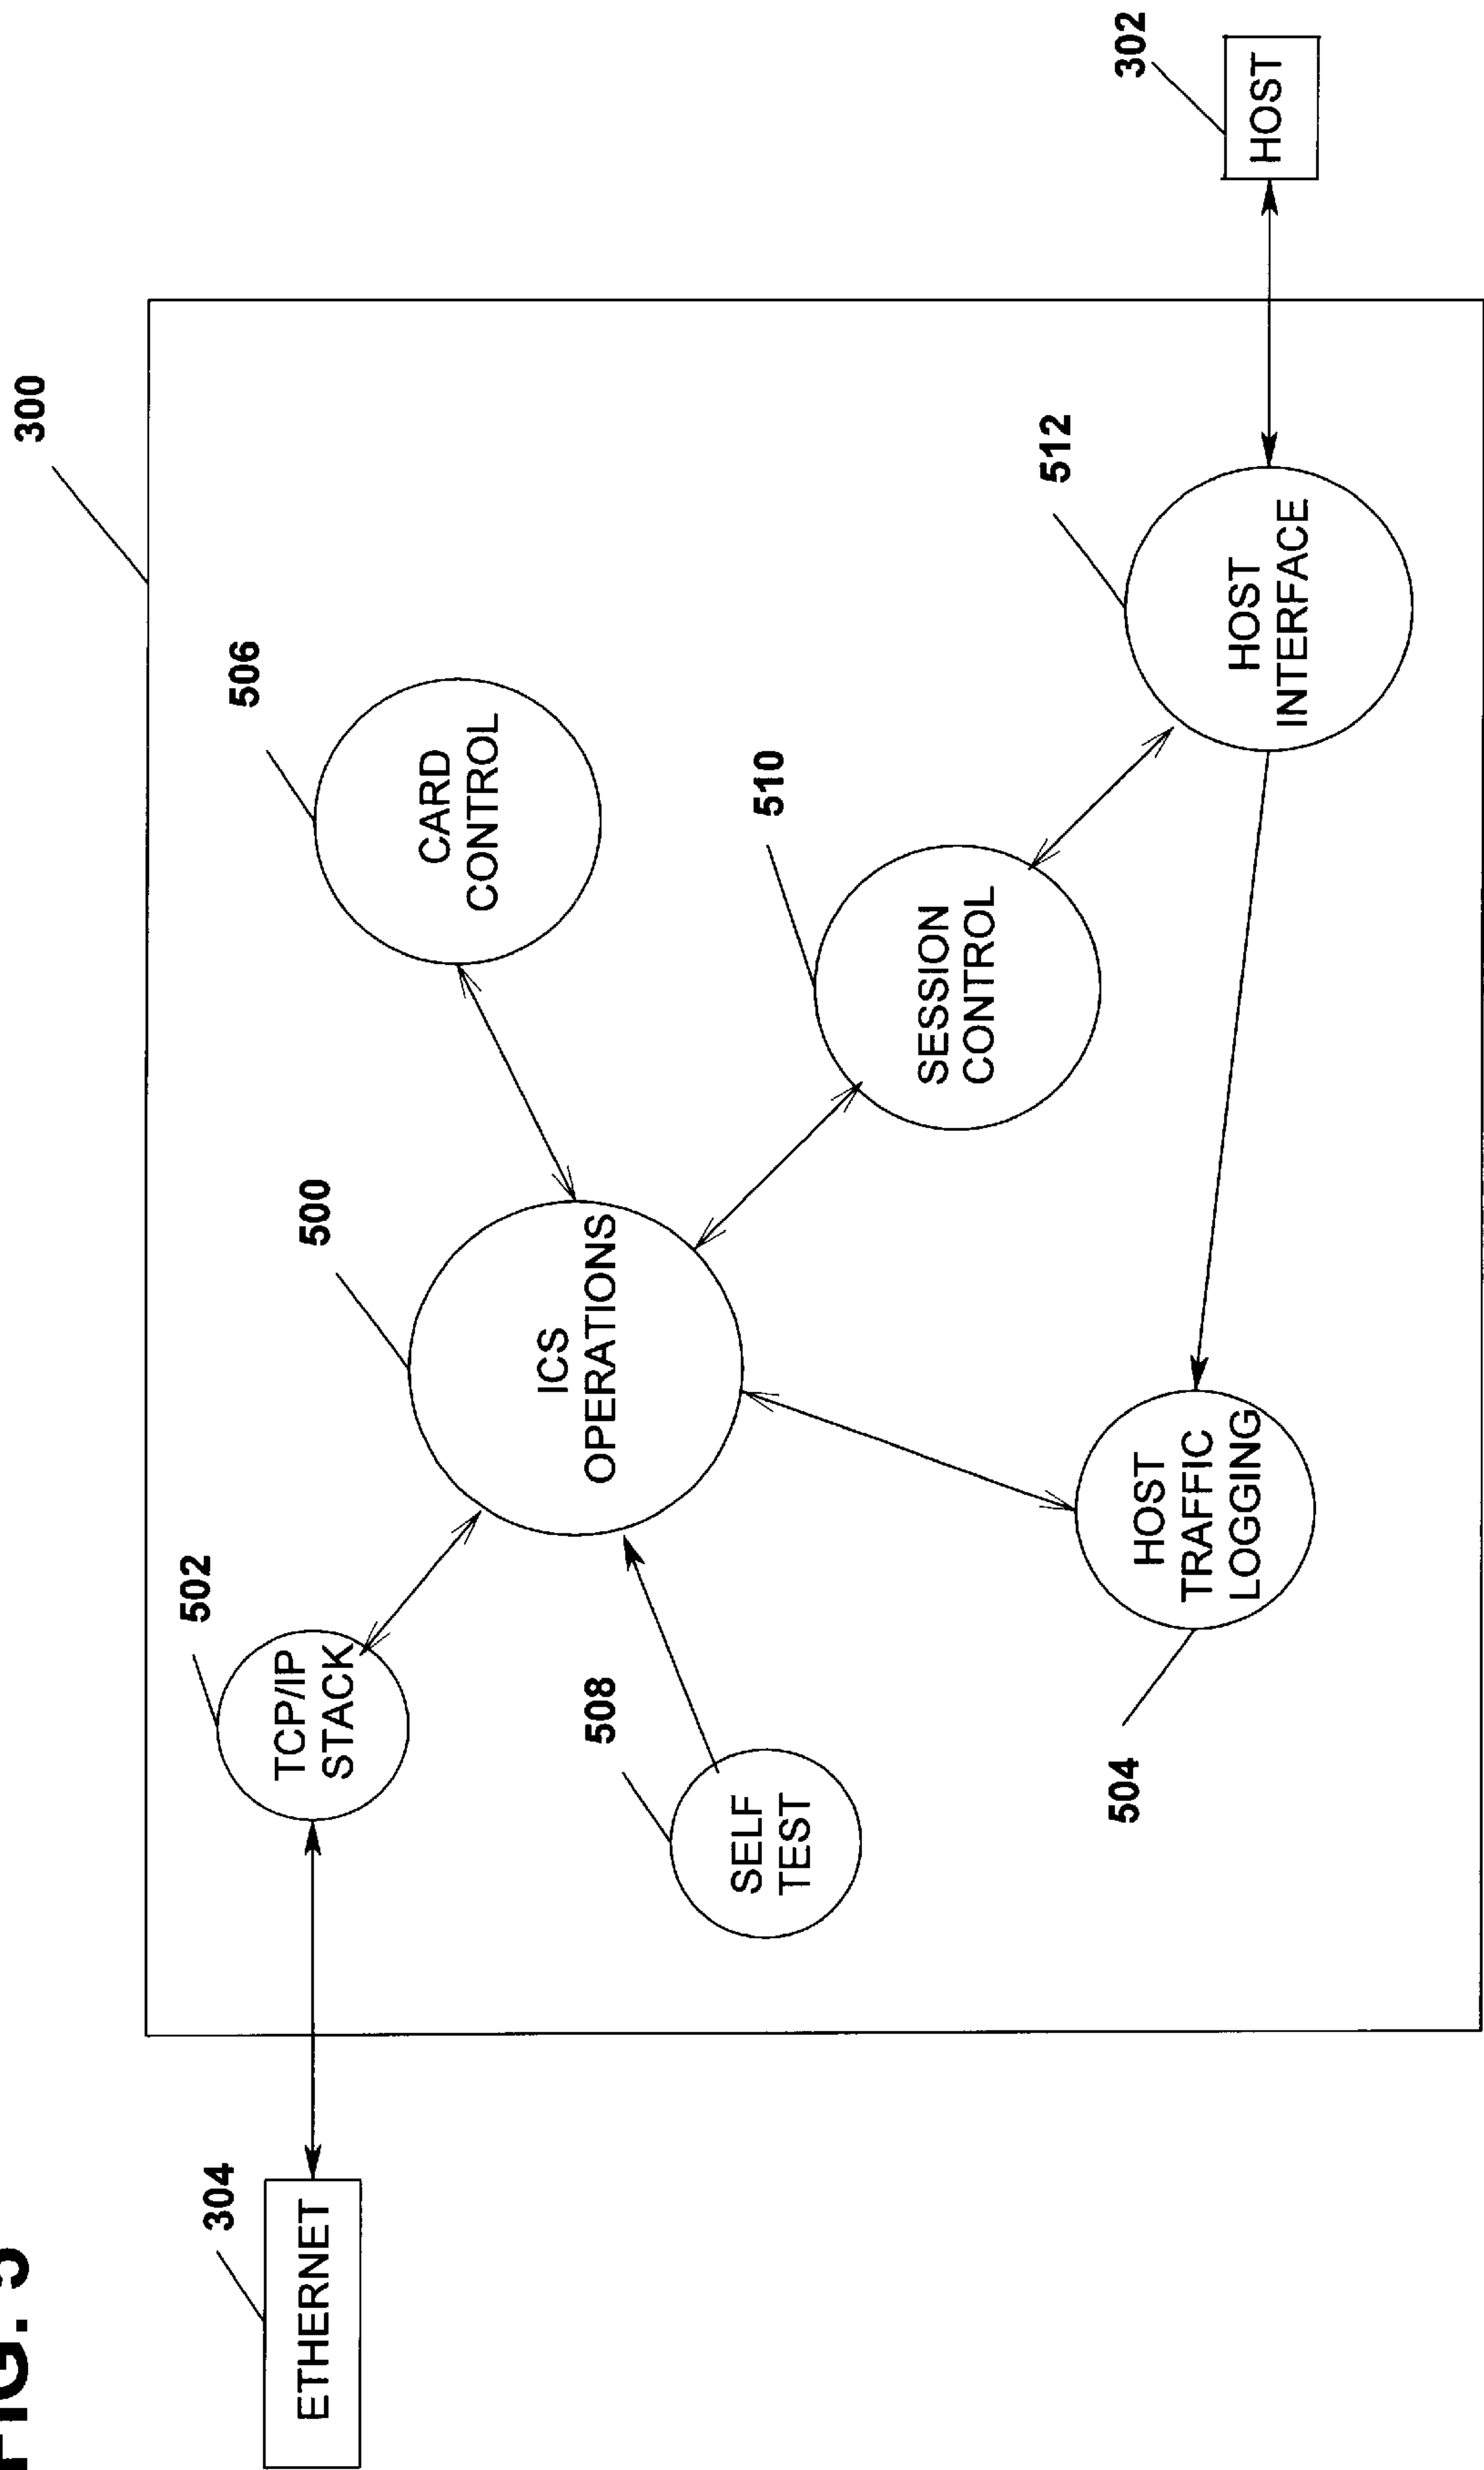 FIG. 5
300
304
ETHERNET
502
TCP/IP
STACK
500
ICS
OPERATIONS
506
CARD
CONTROL
508
SELF
TEST
510
SESSION
CONTROL
504
HOST
TRAFFIC
LOGGING
512
HOST
INTERFACE
302
HOST